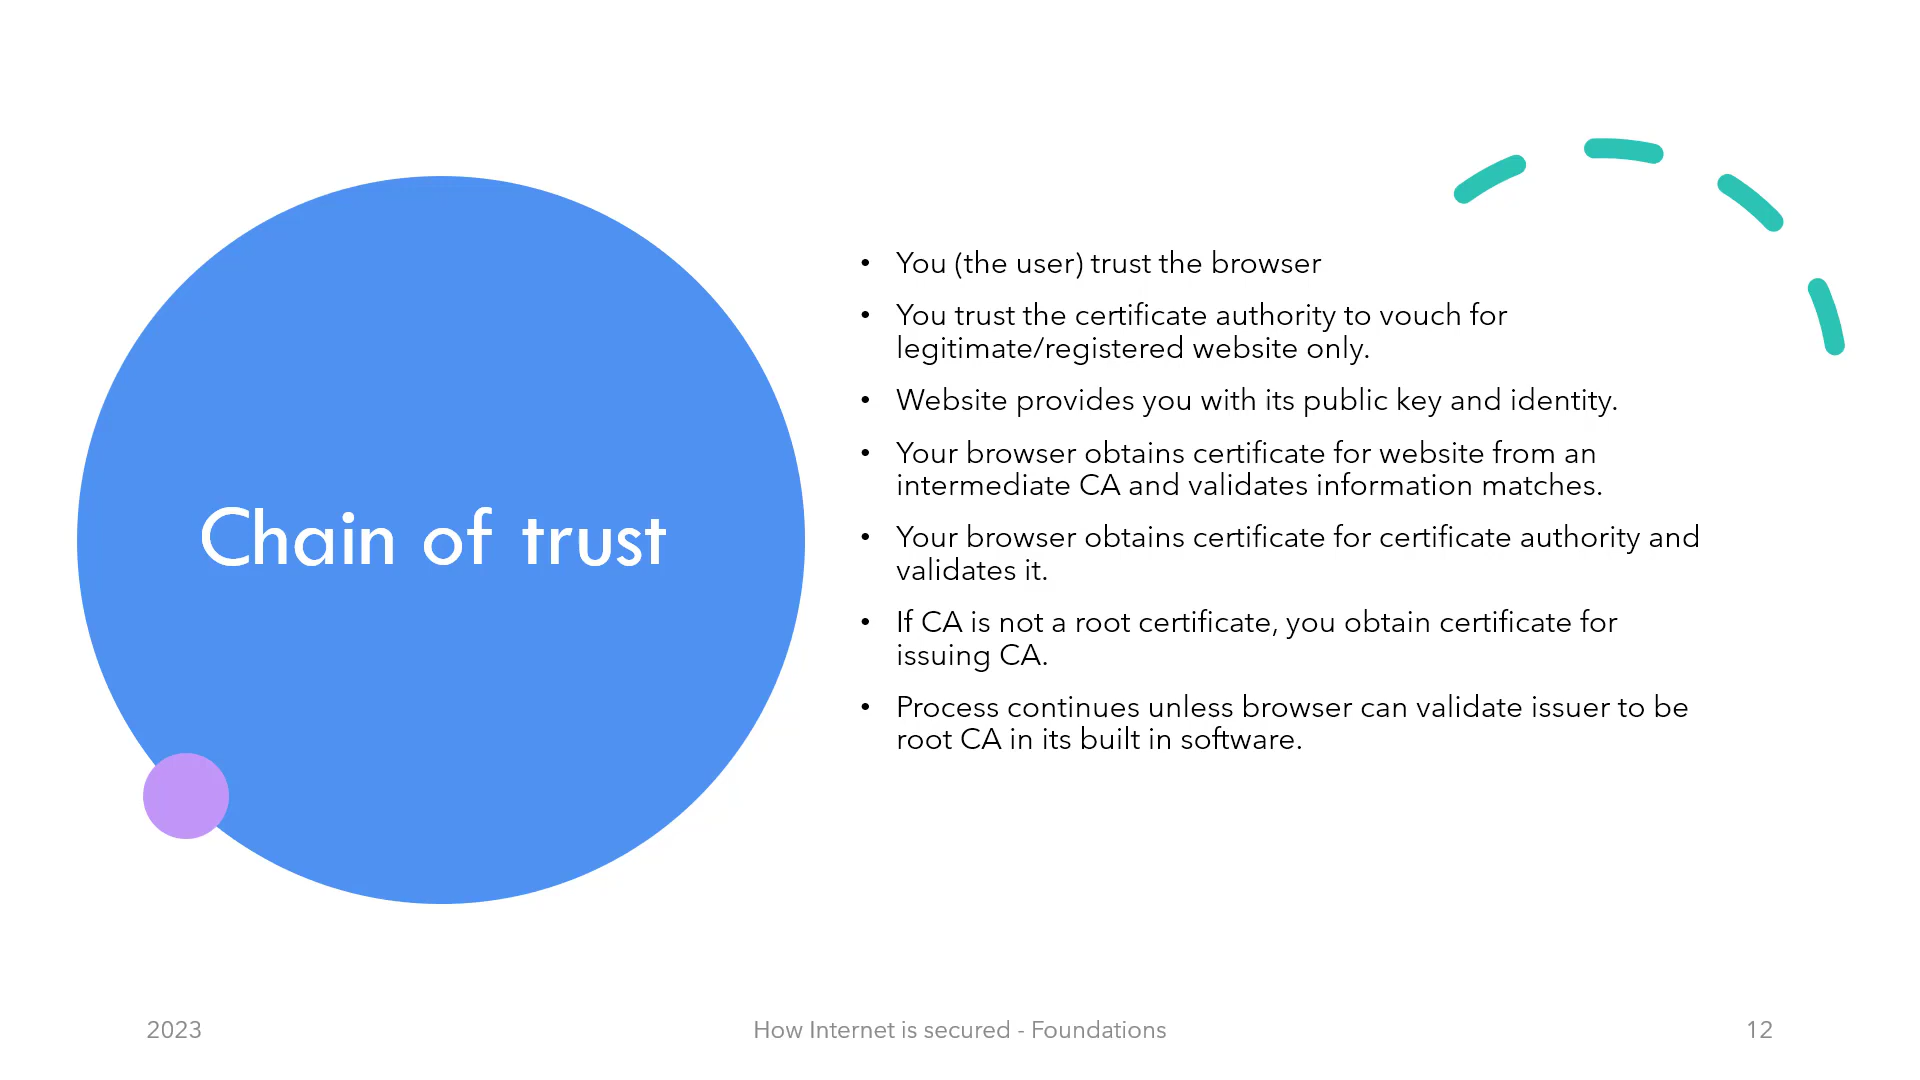 Chain of trust
• You (the user) trust the browser
• You trust the certificate authority to vouch for
legitimate/registered website only.
• Website provides you with its public key and identity.
• Your browser obtains certificate for website from an
intermediate CA and validates information matches.
• Your browser obtains certificate for certificate authority and
validates it.
• If CA is not a root certificate, you obtain certificate for
issuing CA.
• Process continues unless browser can validate issuer to be
root CA in its built in software.
2023
How Internet is secured - Foundations
12